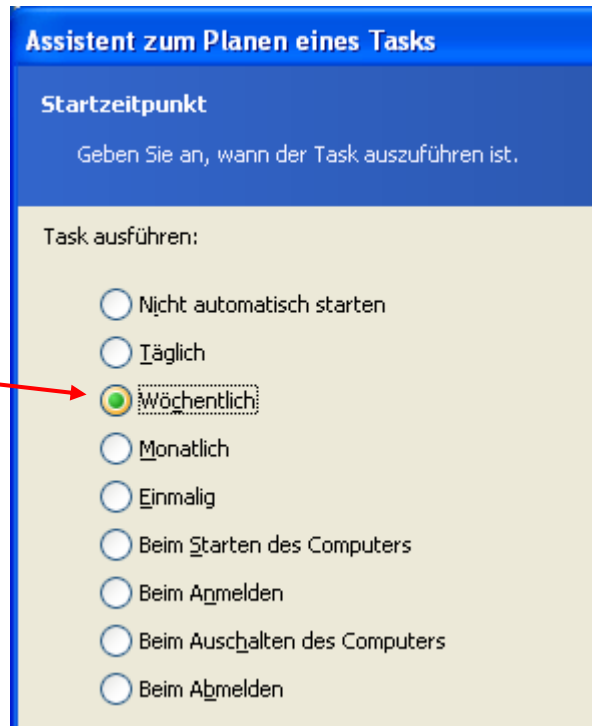 Assistent zum Planen eines Tasks
Startzeitpunkt
Geben Sie an, wann der Task auszuführen ist.
Task ausführen:
Nicht automatisch starten
Täglich
Wöchentlich
Monatlich
Einmalig
Beim Starten des Computers
Beim Anmelden
Beim Auschalten des Computers
Beim Abmelden